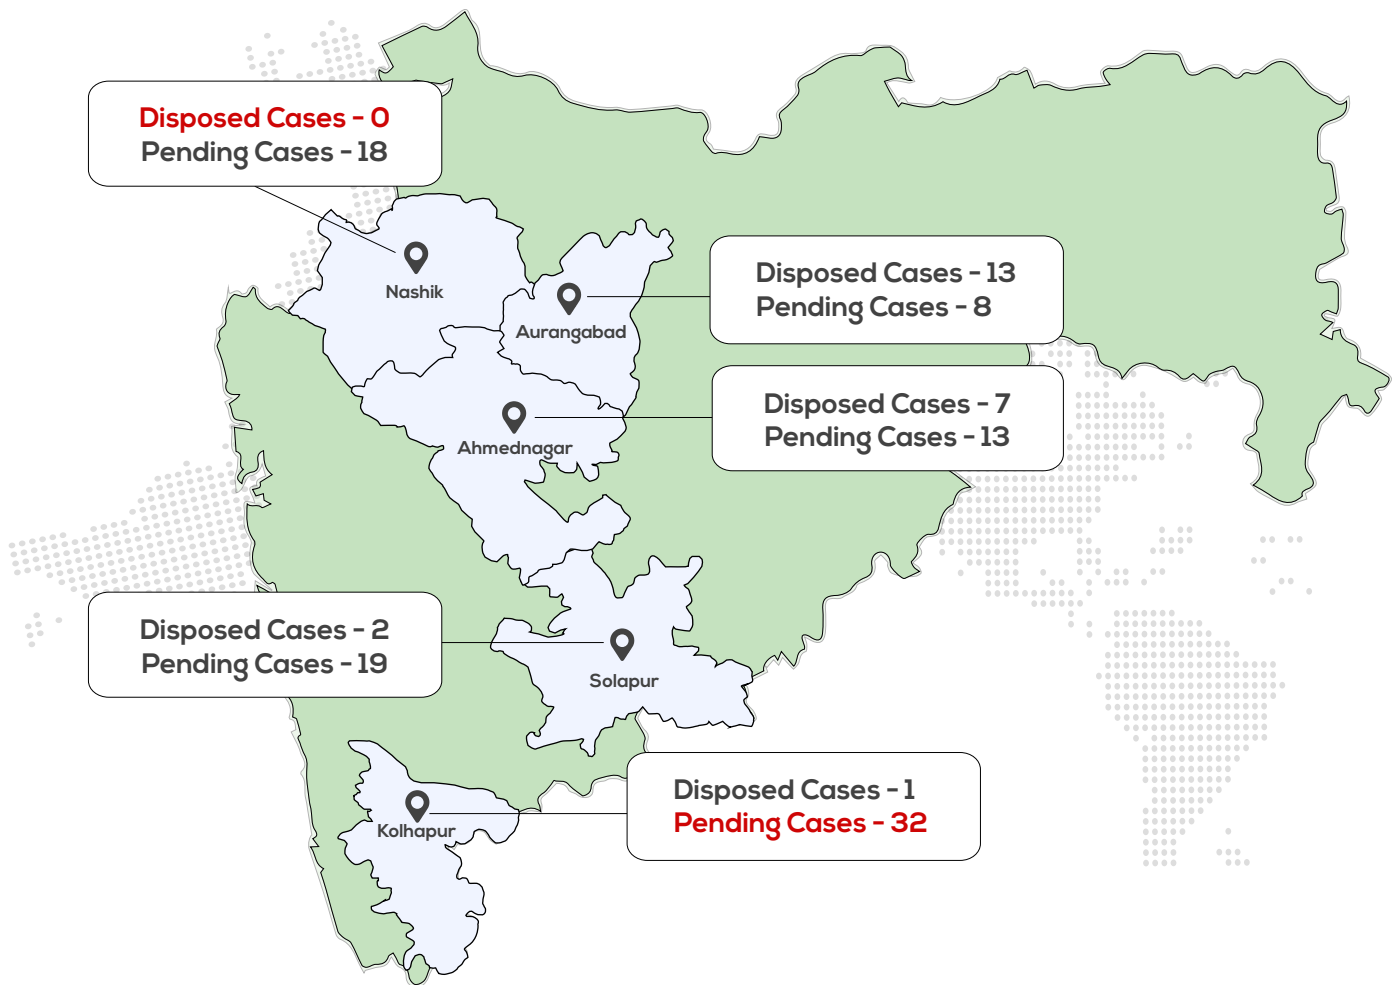 Disposed Cases - 0
Pending Cases - 18
Nashik
Disposed Cases - 13
Pending Cases - 8
Aurangabad
Disposed Cases - 7
Pending Cases - 13
Ahmednagar
Disposed Cases - 2
Pending Cases - 19
Solapur
Disposed Cases - 1
Pending Cases - 32
Kolhapur